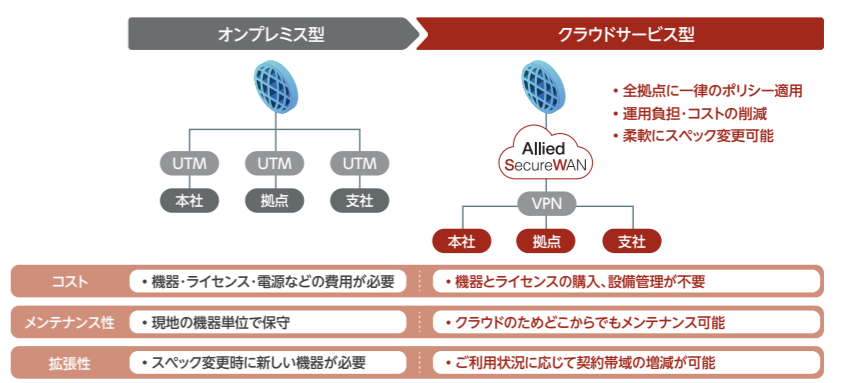 オンプレミス型
クラウドサービス型
・全拠点に一律のポリシー適用
・運用負担・コストの削減
・柔軟にスペック変更可能
Allied
SecureWAN
UTM
UTM
UTM
本社
拠点
支社
VPN
本社
拠点
支社
コスト
・機器・ライセンス・電源などの費用が必要
・機器とライセンスの購入、設備管理が不要
メンテナンス性
・現地の機器単位で保守
・クラウドのためどこからでもメンテナンス可能
拡張性
・スペック変更時に新しい機器が必要
・ご利用状況に応じて契約帯域の増減が可能